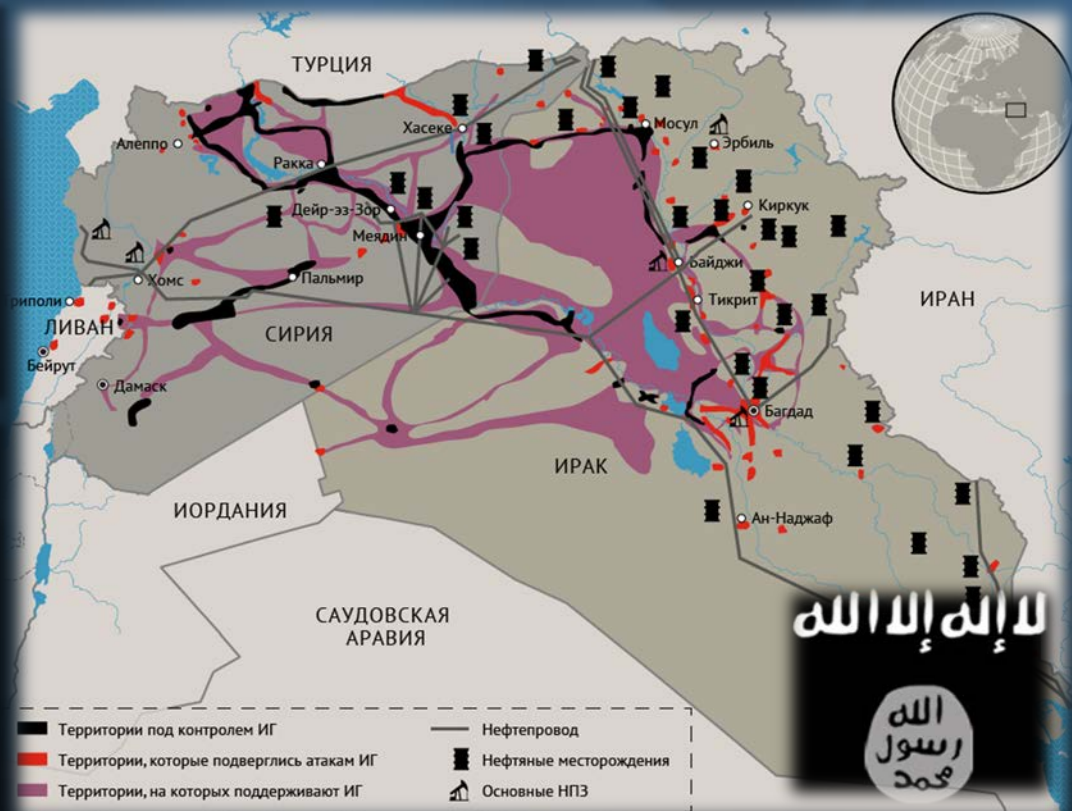 ТУРЦИЯ
Хасеке
Мосул
Алеппо
Эрбиль
Ракка
Дейр-эз-Зор
Киркук
Меядин
Байджи
Хомс
Пальмир
Тикрит
риполи
ИРАН
ЛИВАН
СИРИЯ
Бейрут
Дамаск
Багдад
ИРАК
ИОРДАНИЯ
Ан-Наджаф
САУДОВСКАЯ
АРАВИЯ
لا إله إلا الله
الله
رسول
محمد
Территории под контролем ИГ
Нефтепровод
Территории, которые подверглись атакам ИГ
Нефтяные месторождения
Территории, на которых поддерживают ИГ
Основные НПЗ